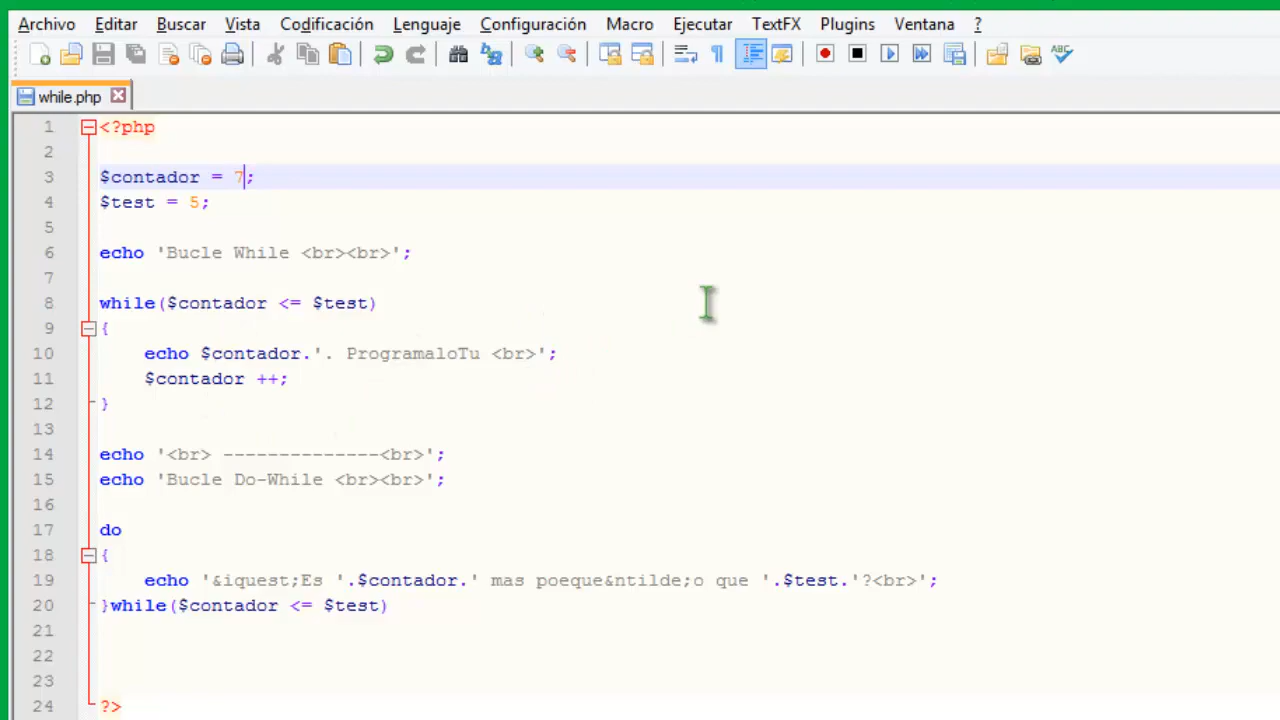 Archivo Editar Buscar Vista Codificación Lenguaje Configuración Macro Ejecutar TextFX Plugins Ventana ?
while.php
1 <?php
2
3 $contador = 7;
4 $test = 5;
5
6 echo 'Bucle While <br><br>';
7
8 while($contador <= $test)
9 {
10 echo $contador.'. ProgramaloTu <br>';
11 $contador ++;
12 }
13
14 echo '<br> --------------<br>';
15 echo 'Bucle Do-While <br><br>';
16
17 do
18 {
19 echo '&iquest;Es '.$contador.' mas poeque&ntilde;o que '.$test.'?<br>';
20 }while($contador <= $test)
21
22
23
24 ?>